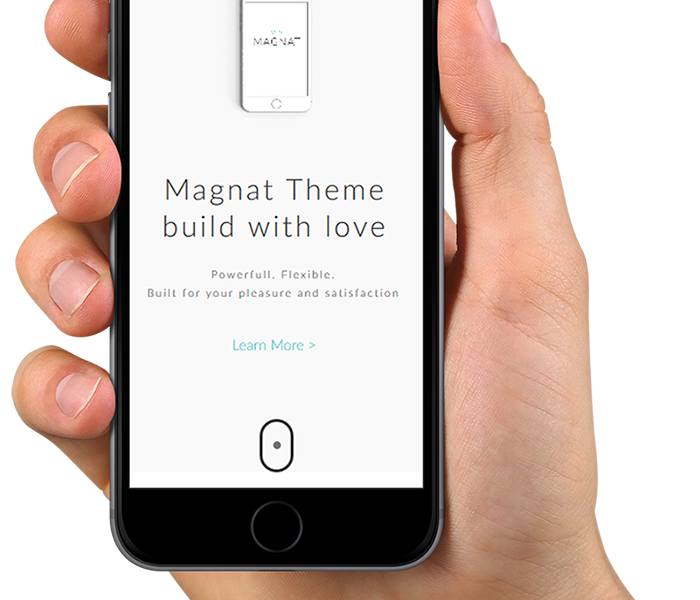 MAGNAT
Magnat Theme
build with love
Powerfull. Flexible.
Built for your pleasure and satisfaction
Learn More >